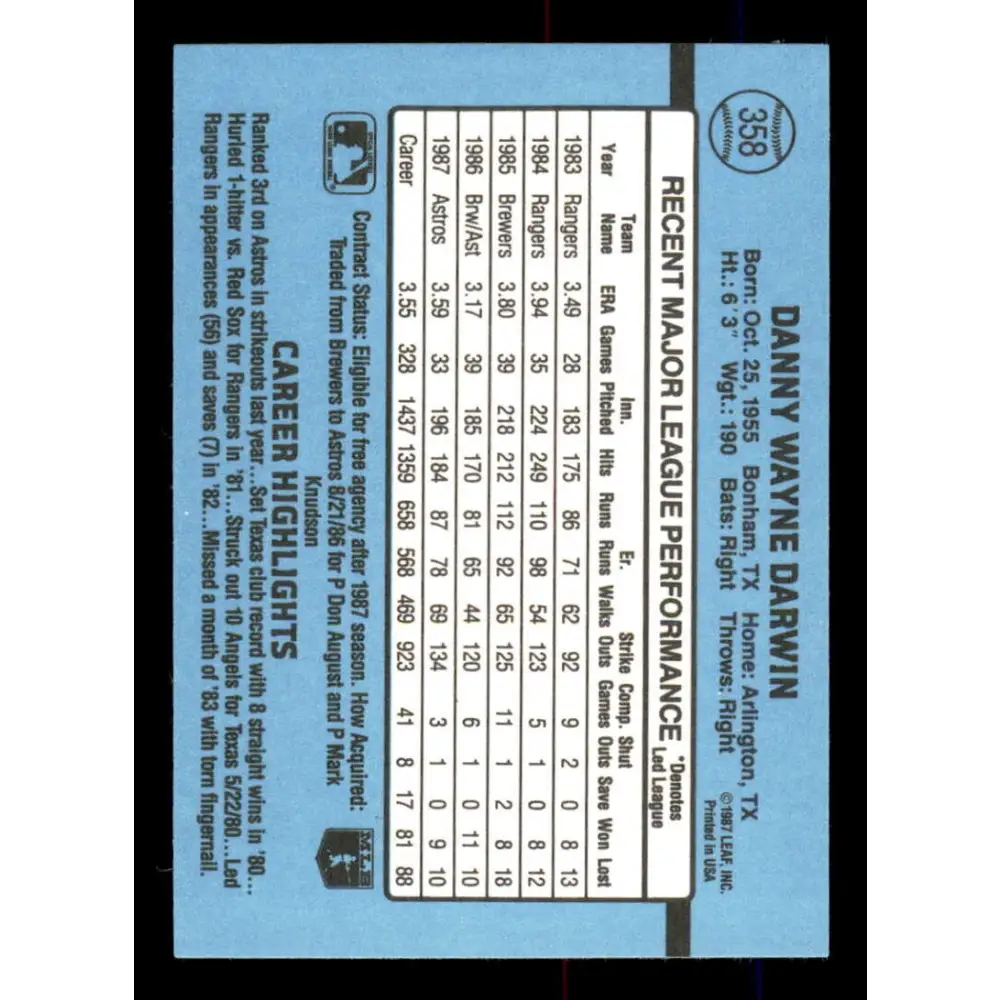 358
DANNY WAYNE DARWIN
Born: Oct. 25, 1955 Bonham, TX Home: Arlington, TX
Ht.: 6'3" Wgt.: 190 Bats: Right Throws: Right
©1987 LEAF, INC.
Printed in USA
RECENT MAJOR LEAGUE PERFORMANCE *Denotes
Led League
Team Inn. Er. Strike Comp. Shut
Year Name ERA Games Pitched Hits Runs Runs Walks Outs Games Outs Save Won Lost
1983 Rangers 3.49 28 183 175 86 71 62 92 9 2 0 8 13
1984 Rangers 3.94 35 224 249 110 98 54 123 5 1 0 8 12
1985 Brewers 3.80 39 218 212 112 92 65 125 11 1 2 8 18
1986 Brw/Ast 3.17 39 185 170 81 65 44 120 6 1 0 11 10
1987 Astros 3.59 33 196 184 87 78 69 134 3 1 0 9 10
Career 3.55 328 1437 1359 658 568 469 923 41 8 17 81 88
Contract Status: Eligible for free agency after 1987 season. How Acquired:
Traded from Brewers to Astros 8/21/86 for P Don August and P Mark
Knudson
MLB
CAREER HIGHLIGHTS
Ranked 3rd on Astros in strikeouts last year...Set Texas club record with 8 straight wins in '80...
Hurled 1-hitter vs. Red Sox for Rangers in '81...Struck out 10 Angels for Texas 5/22/80...Led
Rangers in appearances (56) and saves (7) in '82...Missed a month of '83 with torn fingernail.